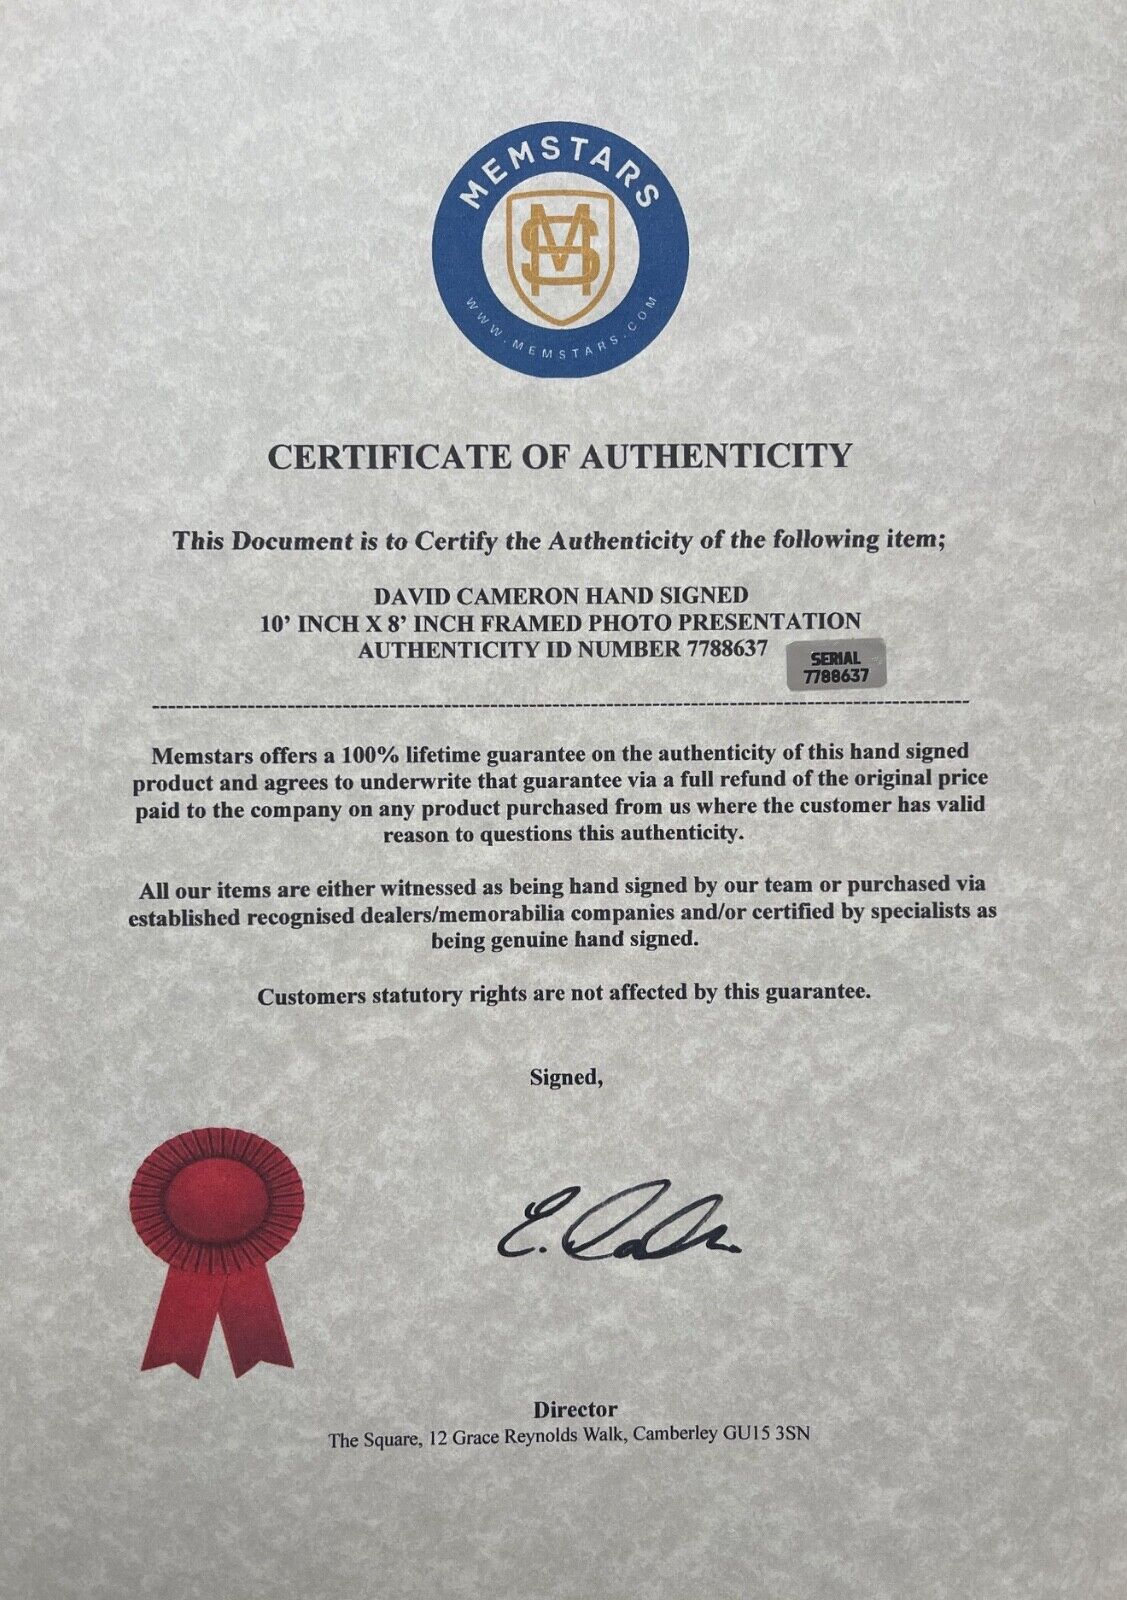 MEMSTARS
WWW.MEMSTARS.COM
CERTIFICATE OF AUTHENTICITY
This Document is to Certify the Authenticity of the following item;
DAVID CAMERON HAND SIGNED
10’ INCH X 8’ INCH FRAMED PHOTO PRESENTATION
AUTHENTICITY ID NUMBER 7788637
SERIAL
7788637
Memstars offers a 100% lifetime guarantee on the authenticity of this hand signed
product and agrees to underwrite that guarantee via a full refund of the original price
paid to the company on any product purchased from us where the customer has valid
reason to questions this authenticity.
All our items are either witnessed as being hand signed by our team or purchased via
established recognised dealers/memorabilia companies and/or certified by specialists as
being genuine hand signed.
Customers statutory rights are not affected by this guarantee.
Signed,
Director
The Square, 12 Grace Reynolds Walk, Camberley GU15 3SN